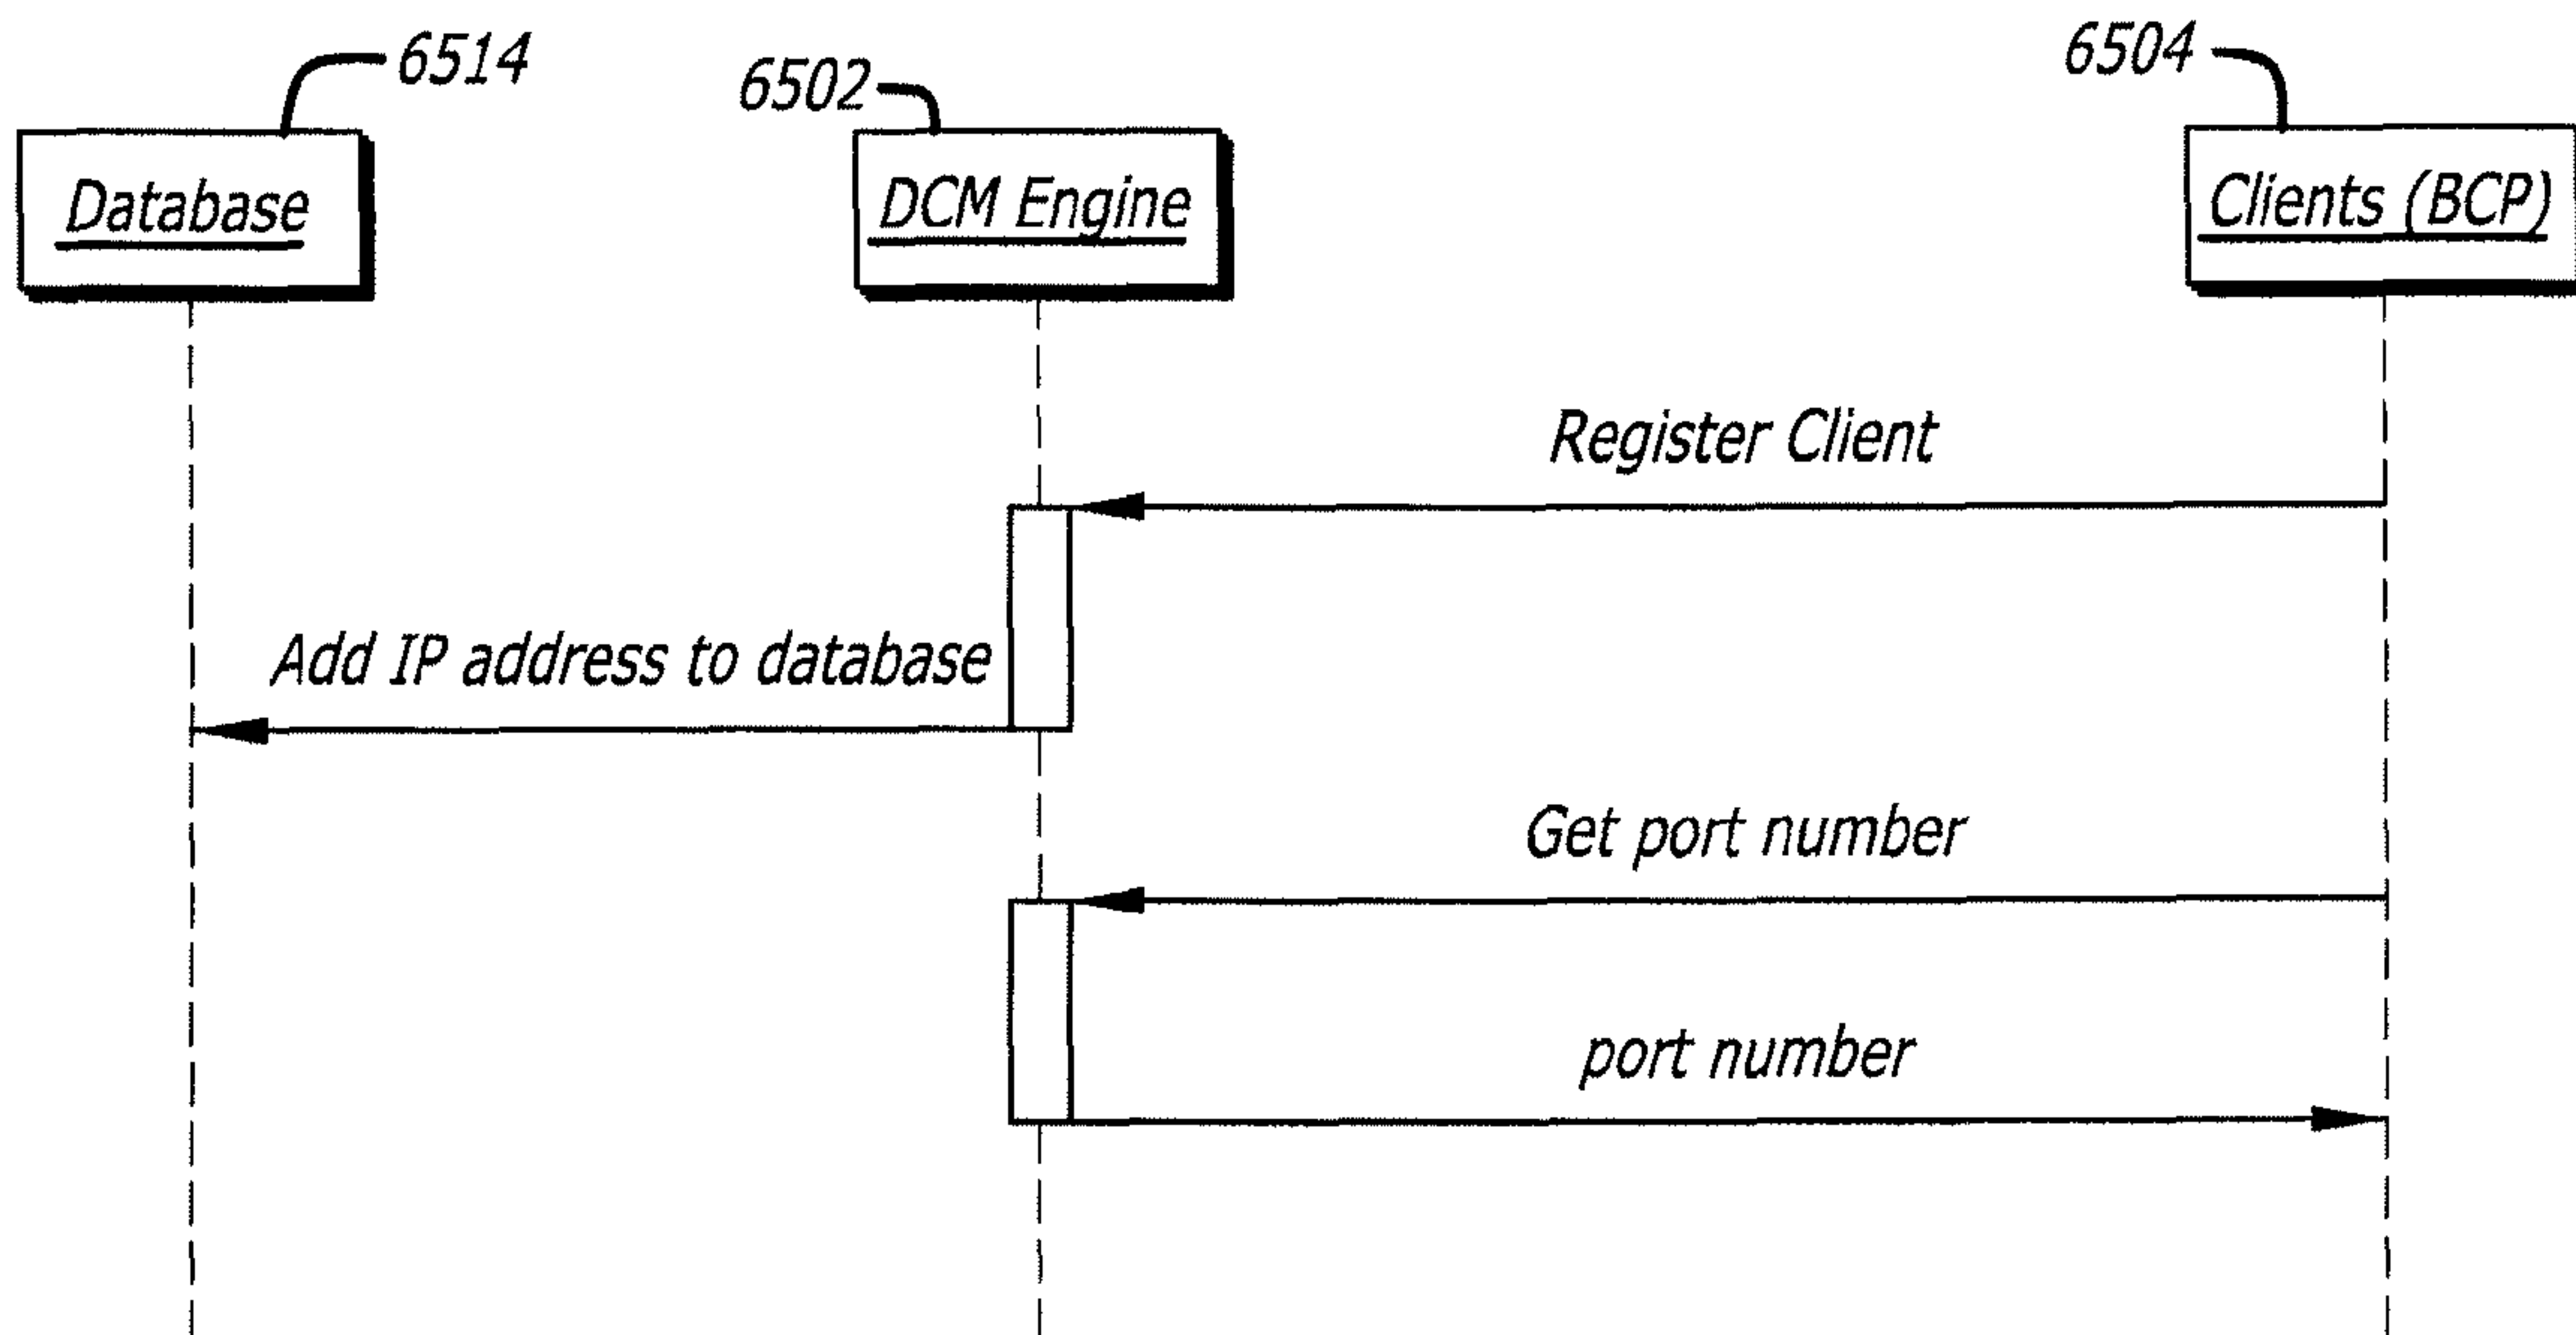 6514
6502
6504
Database
DCM Engine
Clients (BCP)
Register Client
Add IP address to database
Get port number
port number